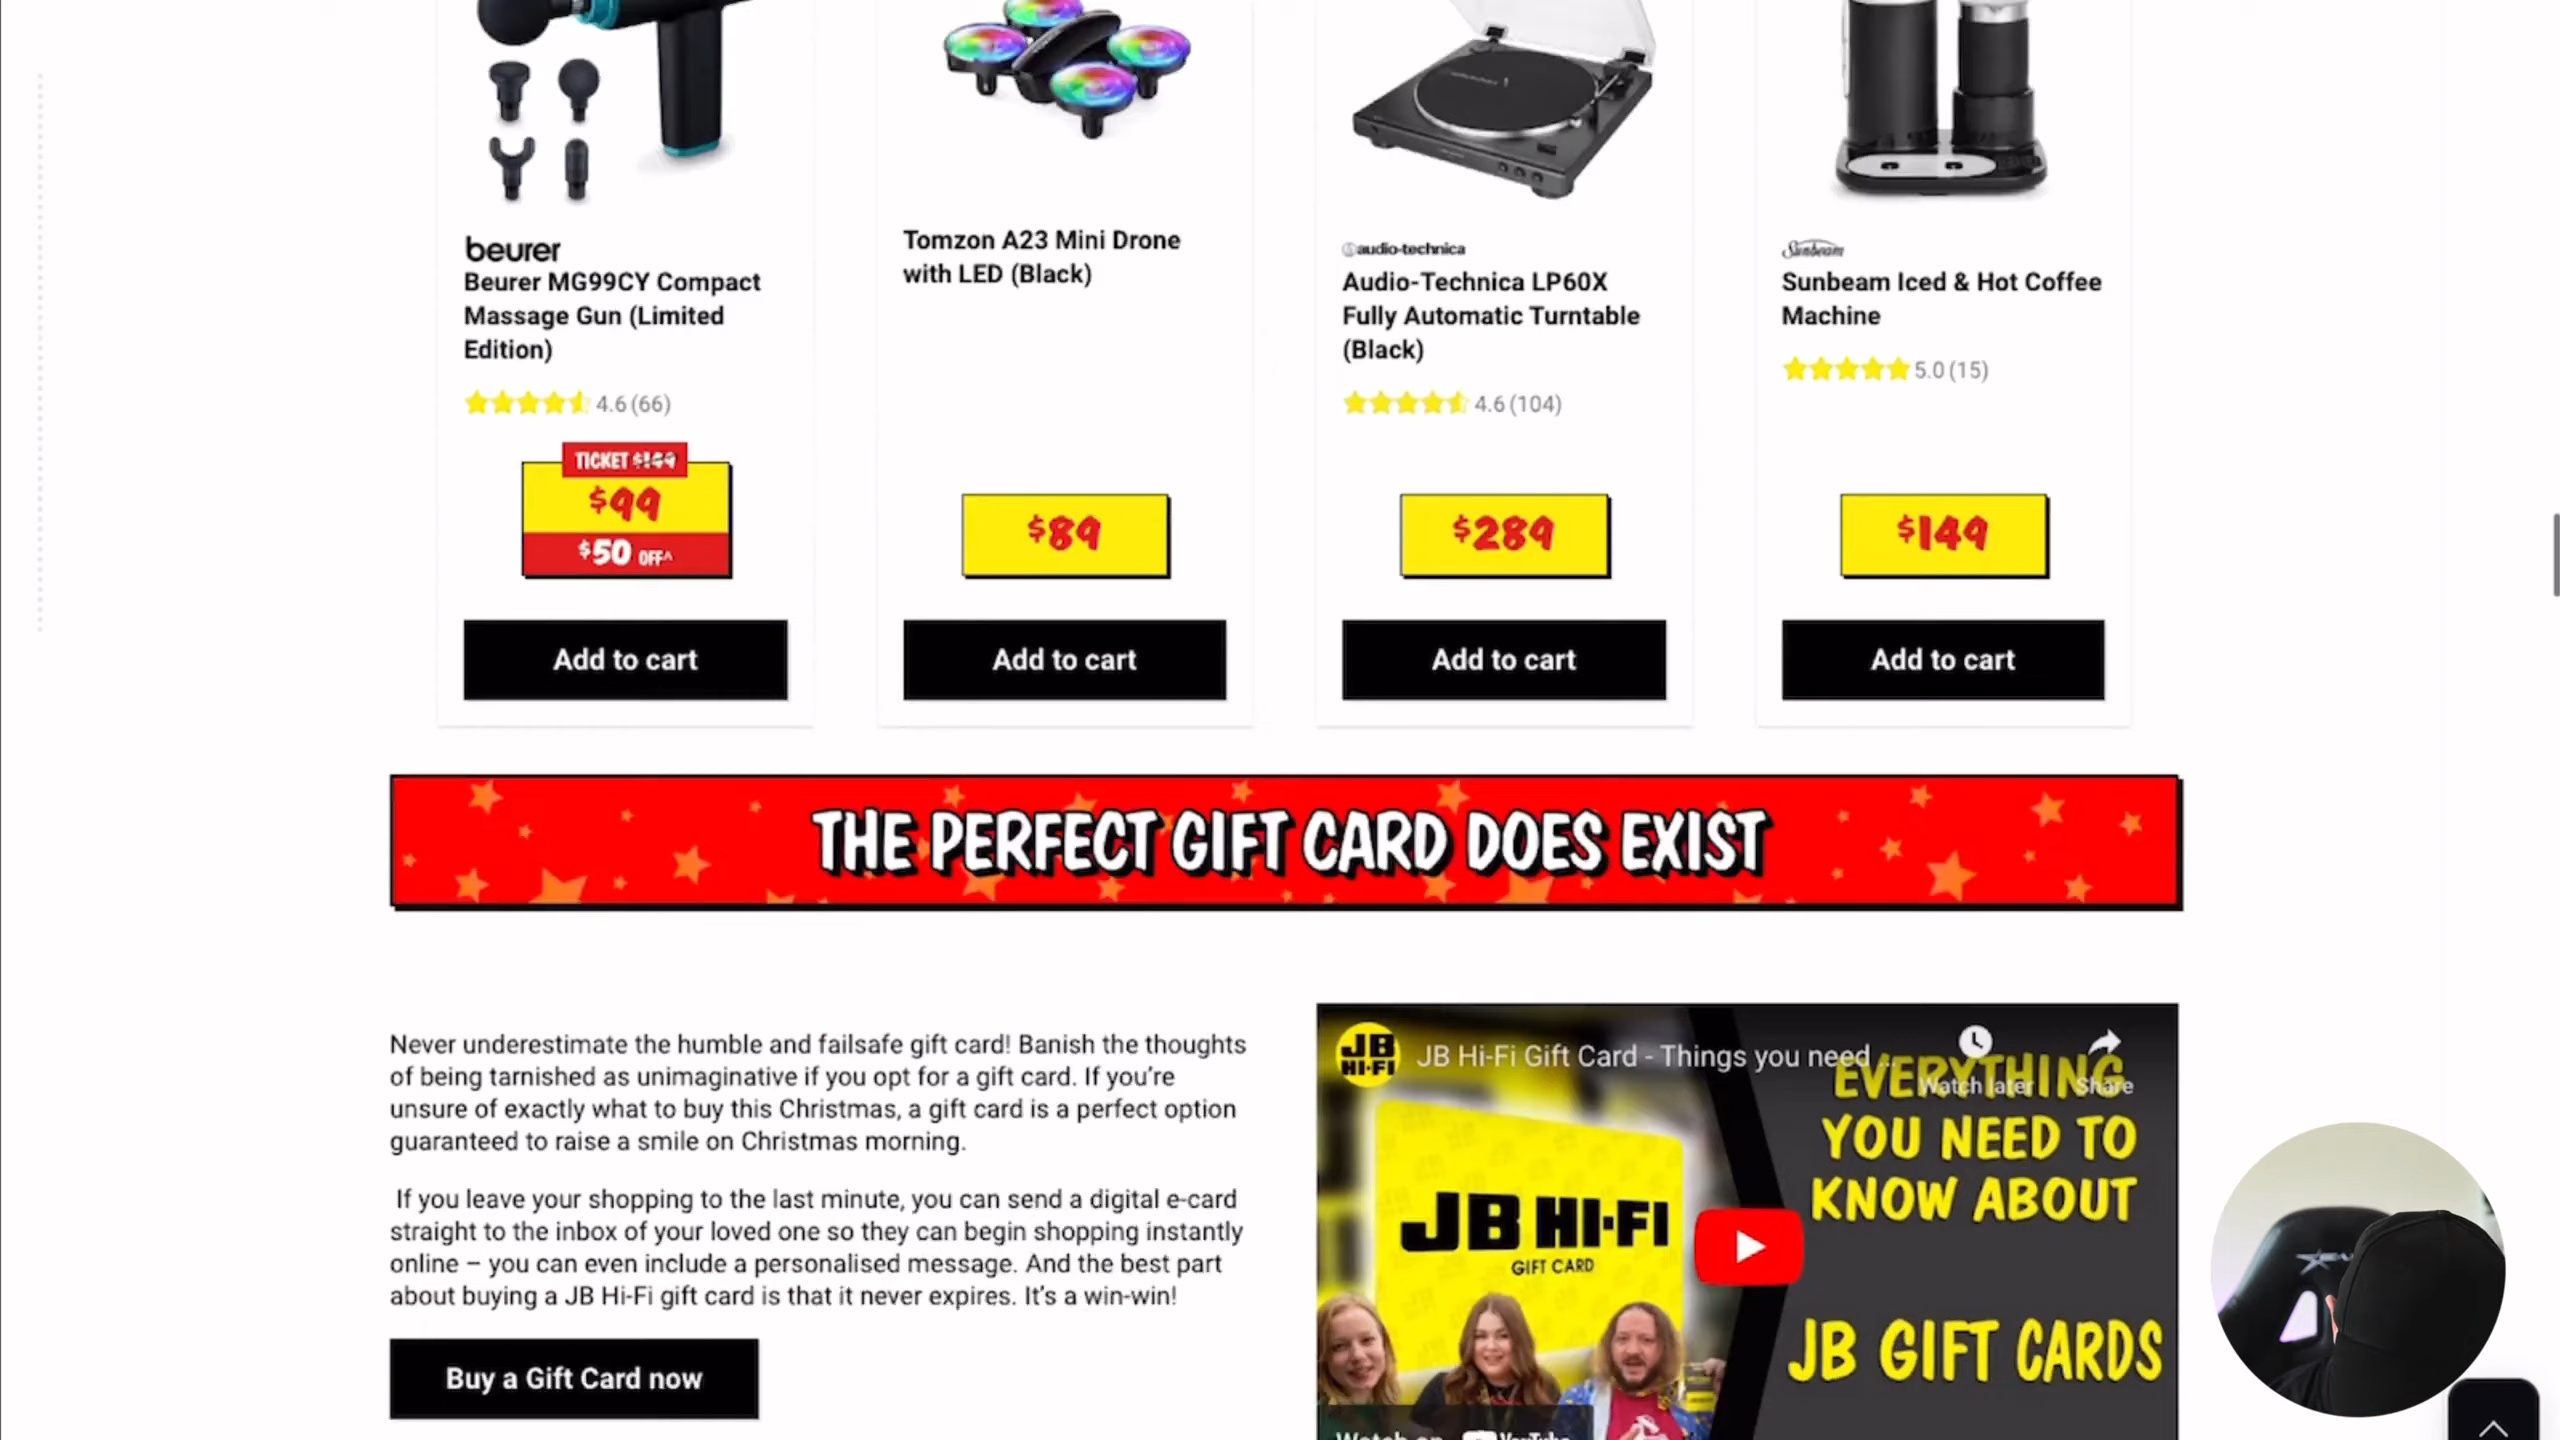 beurer
Beurer MG99CY Compact
Massage Gun (Limited
Edition)
4.6 (66)
TICKET $149
$99
$50 OFF^
Add to cart
Tomzon A23 Mini Drone
with LED (Black)
$89
Add to cart
audio-technica
Audio-Technica LP60X
Fully Automatic Turntable
(Black)
4.6 (104)
$289
Add to cart
Sunbeam
Sunbeam Iced & Hot Coffee
Machine
5.0 (15)
$149
Add to cart
THE PERFECT GIFT CARD DOES EXIST
Never underestimate the humble and failsafe gift card! Banish the thoughts
of being tarnished as unimaginative if you opt for a gift card. If you’re
unsure of exactly what to buy this Christmas, a gift card is a perfect option
guaranteed to raise a smile on Christmas morning.
If you leave your shopping to the last minute, you can send a digital e-card
straight to the inbox of your loved one so they can begin shopping instantly
online – you can even include a personalised message. And the best part
about buying a JB Hi-Fi gift card is that it never expires. It’s a win-win!
Buy a Gift Card now
JB
HI-FI
JB Hi-Fi Gift Card - Things you need ...
Watch later
Share
EVERYTHING
YOU NEED TO
KNOW ABOUT
JB GIFT CARDS
JB HI-FI
GIFT CARD
Watch on
YouTube